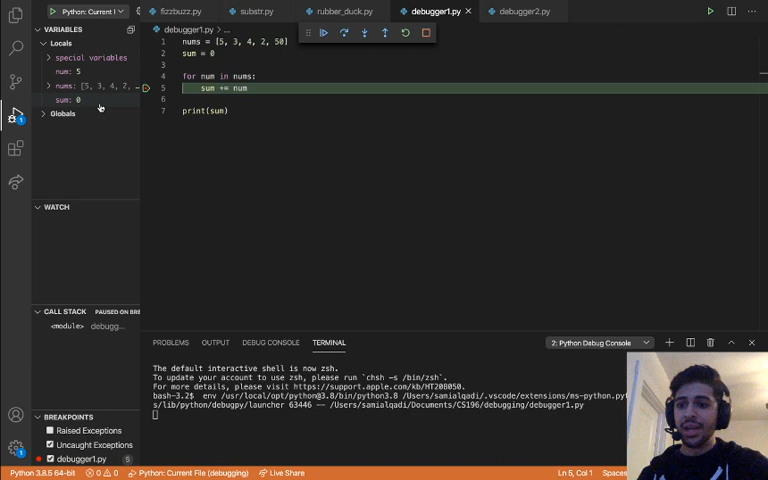 Python: Current I
VARIABLES
Locals
special variables
num: 5
nums: [5, 3, 4, 2, ...
sum: 0
Globals
WATCH
CALL STACK PAUSED ON BRE
<module> debugg...
BREAKPOINTS
Raised Exceptions
Uncaught Exceptions
debugger1.py 5
fizzbuzz.py substr.py rubber_duck.py debugger1.py debugger2.py
debugger1.py > ...
1 nums = [5, 3, 4, 2, 50]
2 sum = 0
3
4 for num in nums:
5 sum += num
6
7 print(sum)
PROBLEMS OUTPUT DEBUG CONSOLE TERMINAL 2: Python Debug Console
The default interactive shell is now zsh.
To update your account to use zsh, please run `chsh -s /bin/zsh`.
For more details, please visit https://support.apple.com/kb/HT208050.
bash-3.2$ env /usr/local/opt/python@3.8/bin/python3.8 /Users/samialqadi/.vscode/extensions/ms-python.pyt
s/lib/python/debugpy/launcher 63446 -- /Users/samialqadi/Documents/CS196/debugging/debugger1.py
1
1
Python 3.8.5 64-bit 0 0 Python: Current File (debugging) Live Share Ln 5, Col 1 Spaces